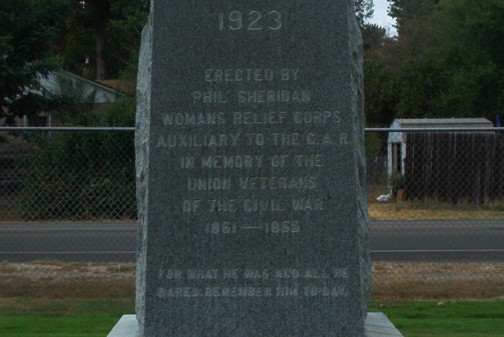 1923
ERECTED BY
PHIL SHERIDAN
WOMANS RELIEF CORPS
AUXILIARY TO THE G.A.R.
IN MEMORY OF THE
UNION VETERANS
OF THE CIVIL WAR
1861 — 1865
FOR WHAT HE WAS AND ALL HE
DARED: REMEMBER HIM TO-DAY.